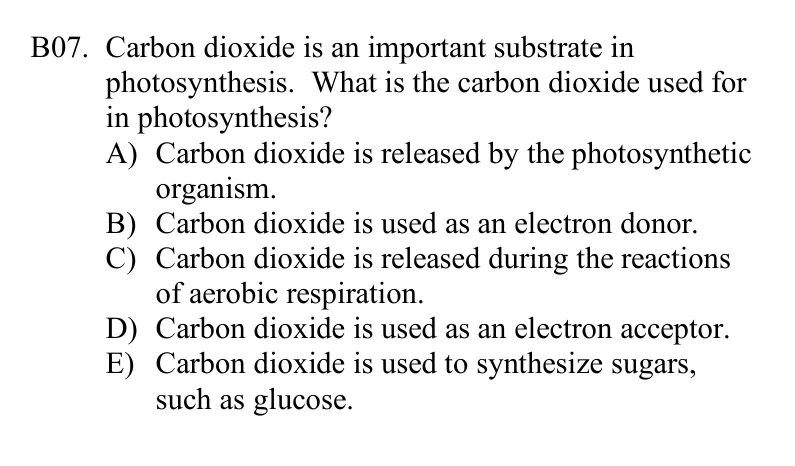 B07. Carbon dioxide is an important substrate in
photosynthesis. What is the carbon dioxide used for
in photosynthesis?
A) Carbon dioxide is released by the photosynthetic
organism.
B) Carbon dioxide is used as an electron donor.
C) Carbon dioxide is released during the reactions
of aerobic respiration.
D) Carbon dioxide is used as an electron acceptor.
E) Carbon dioxide is used to synthesize sugars,
such as glucose.